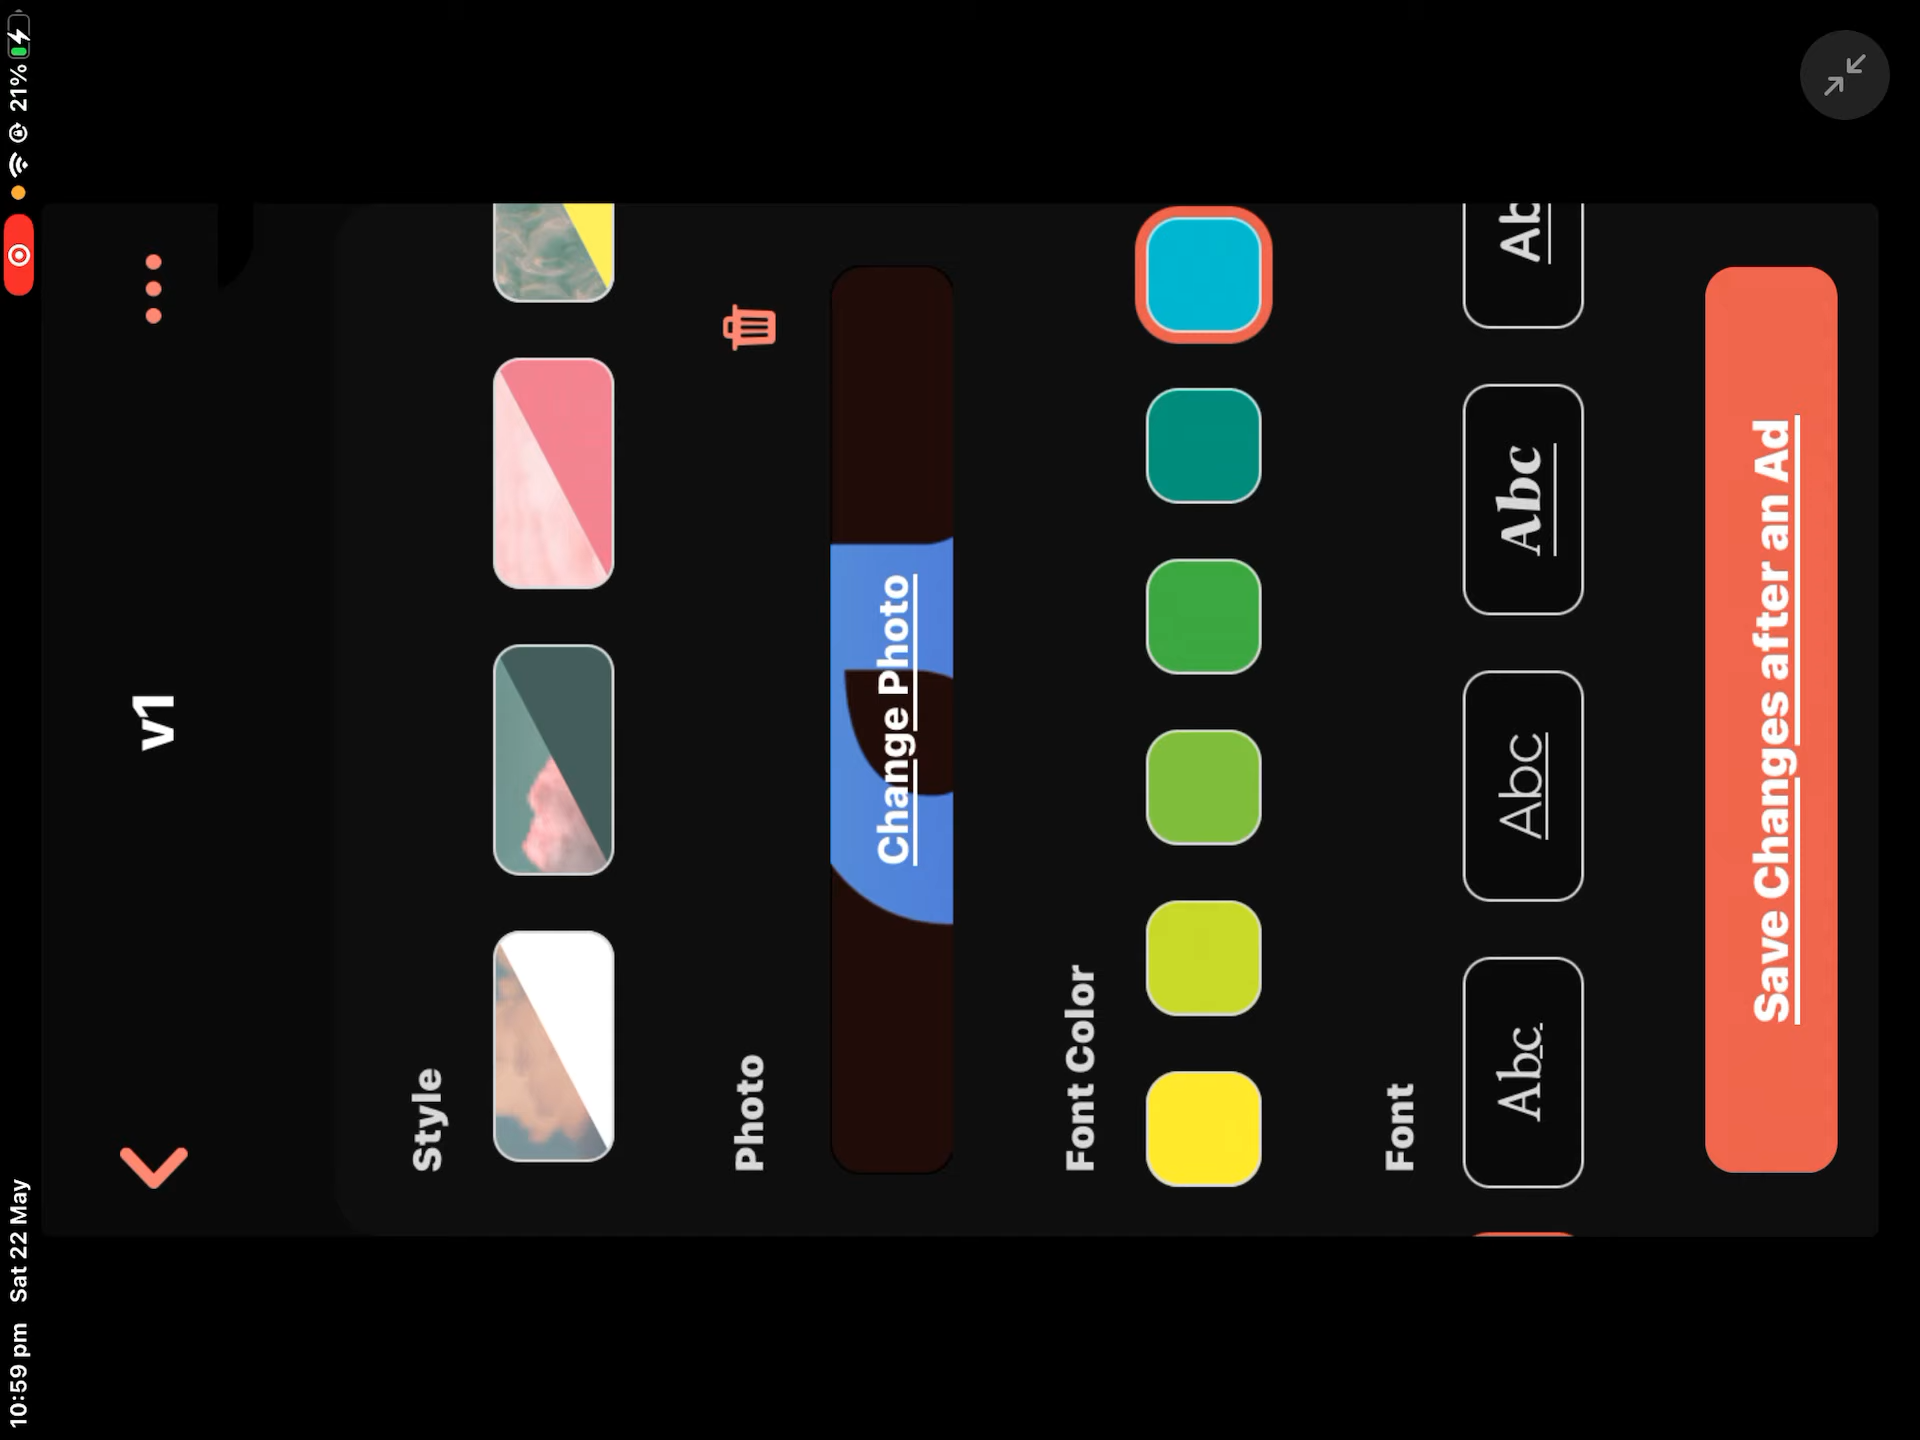 10:59 pm Sat 22 May
21%
v1
Style
Photo
Change Photo
Font Color
Font
Abc
Abc
Abc
Ab
Save Changes after an Ad